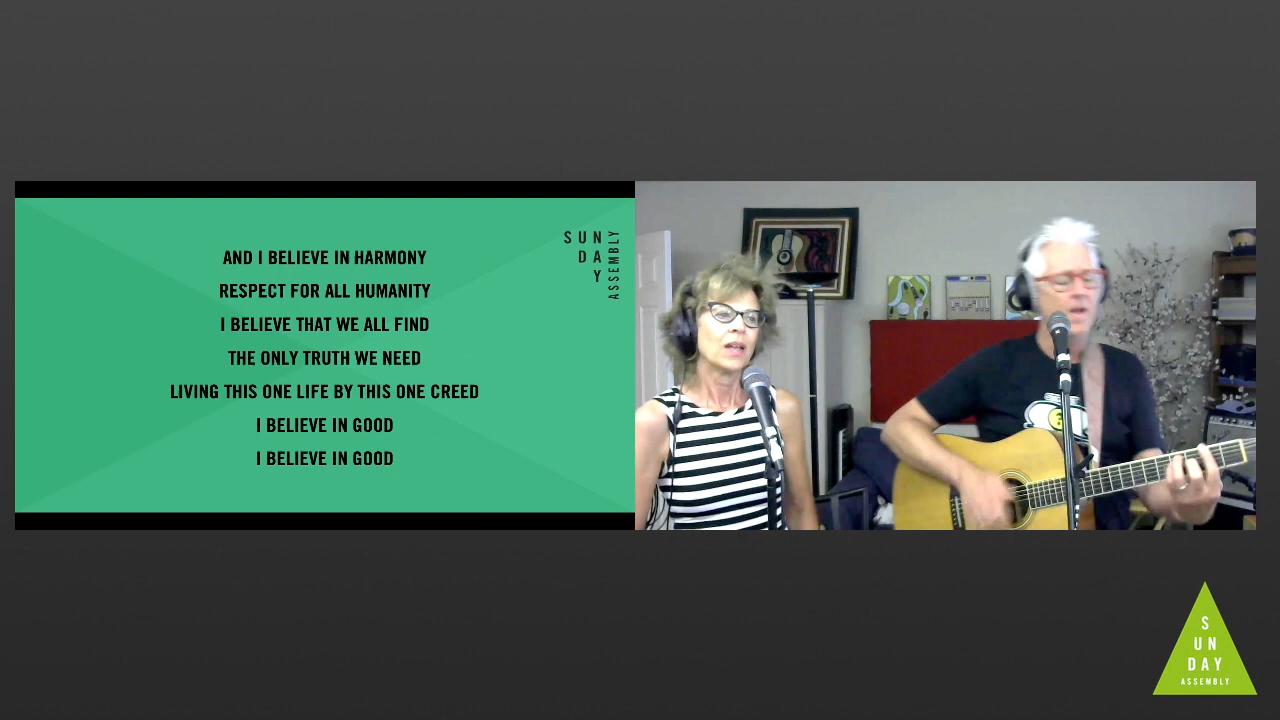 AND I BELIEVE IN HARMONY
RESPECT FOR ALL HUMANITY
I BELIEVE THAT WE ALL FIND
THE ONLY TRUTH WE NEED
LIVING THIS ONE LIFE BY THIS ONE CREED
I BELIEVE IN GOOD
I BELIEVE IN GOOD
SUN
DA
Y
ASSEMBLY
S
UN
DAY
ASSEMBLY